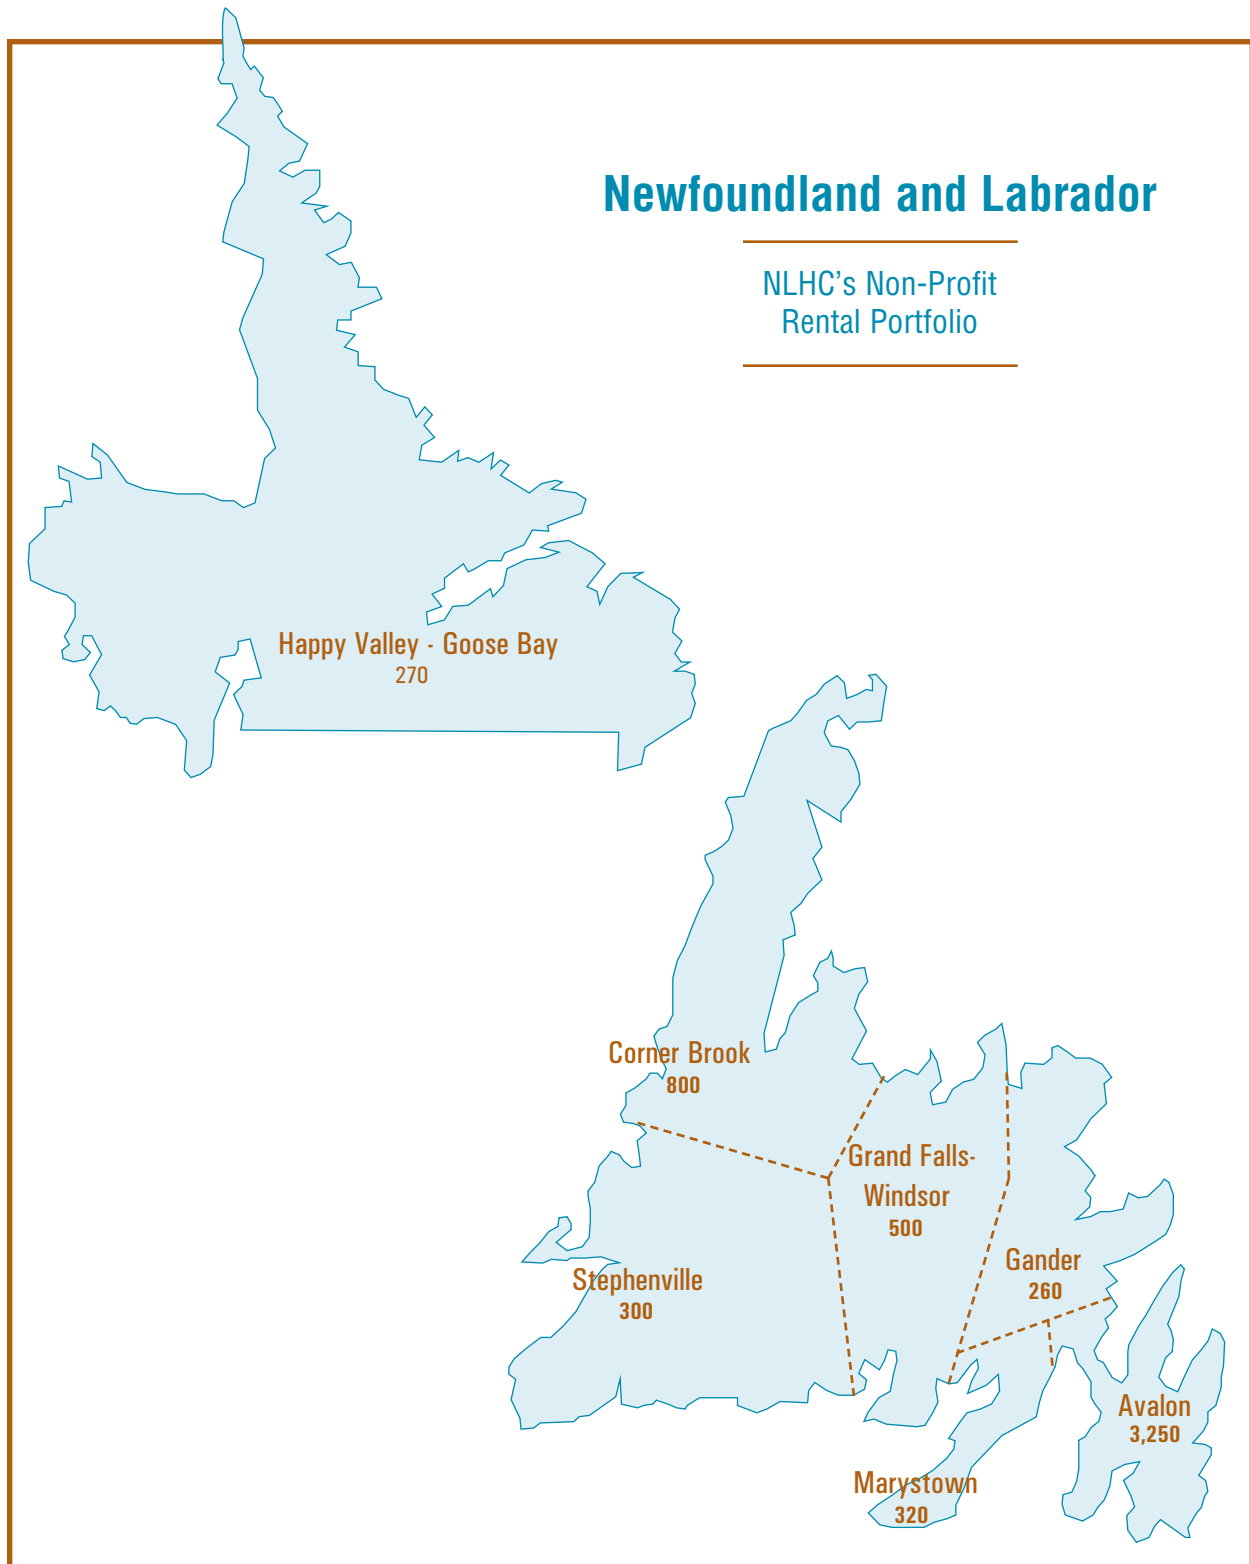 Newfoundland and Labrador
NLHC's Non-Profit
Rental Portfolio
Happy Valley - Goose Bay
270
Corner Brook
800
Grand Falls-
Windsor
500
Gander
260
Stephenville
300
Avalon
3,250
Marystown
320